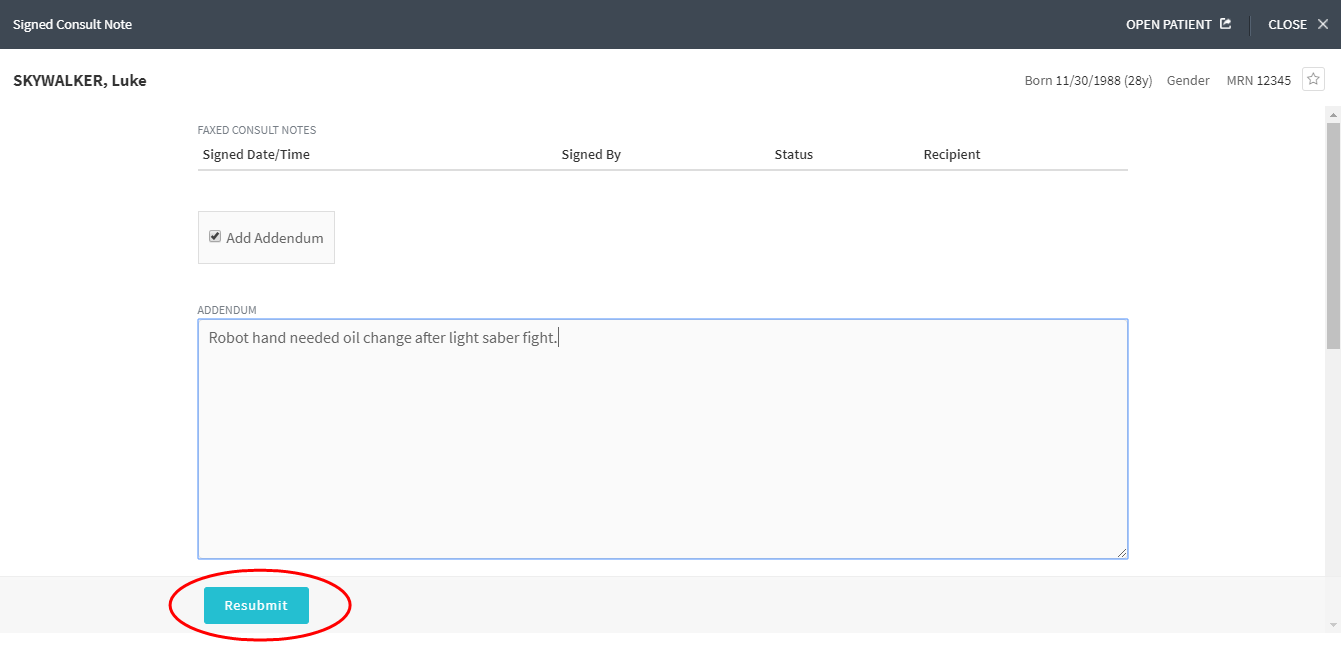 Signed Consult Note OPEN PATIENT CLOSE
SKYWALKER, Luke Born 11/30/1988 (28y) Gender MRN 12345
FAXED CONSULT NOTES
Signed Date/Time Signed By Status Recipient
Add Addendum
ADDENDUM
Robot hand needed oil change after light saber fight.
Resubmit